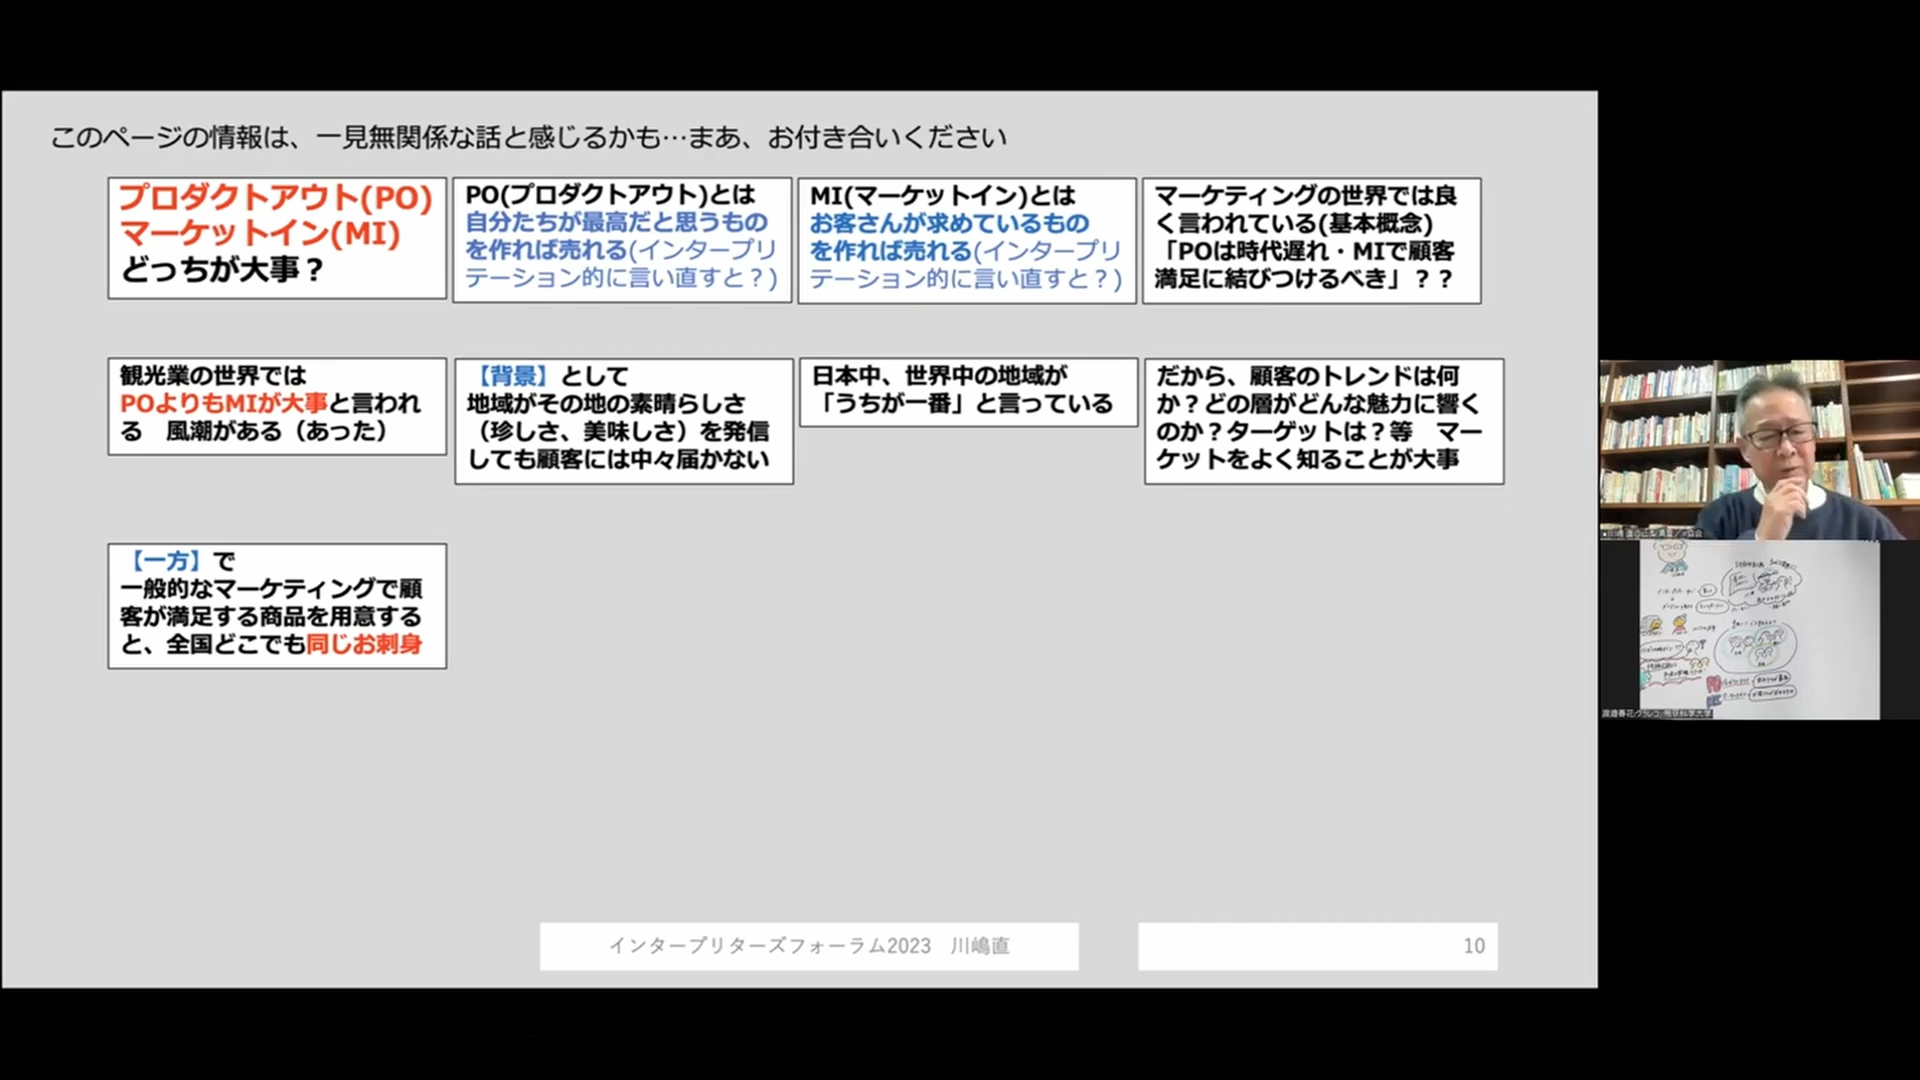 このページの情報は、一見無関係な話と感じるかも…まあ、お付き合いください
プロダクトアウト(PO)
マーケットイン(MI)
どっちが大事？
PO(プロダクトアウト)とは
自分たちが最高だと思うもの
を作れば売れる(インタープリ
テーション的に言い直すと？)
MI(マーケットイン)とは
お客さんが求めているもの
を作れば売れる(インタープリ
テーション的に言い直すと？)
マーケティングの世界では良
く言われている(基本概念)
「POは時代遅れ・MIで顧客
満足に結びつけるべき」？？
観光業の世界では
POよりもMIが大事と言われ
る　風潮がある（あった）
【背景】として
地域がその地の素晴らしさ
（珍しさ、美味しさ）を発信
しても顧客には中々届かない
日本中、世界中の地域が
「うちが一番」と言っている
だから、顧客のトレンドは何
か？どの層がどんな魅力に響く
のか？ターゲットは？等　マー
ケットをよく知ることが大事
【一方】で
一般的なマーケティングで顧
客が満足する商品を用意する
と、全国どこでも同じお刺身
インタープリターズフォーラム2023　川嶋直
10